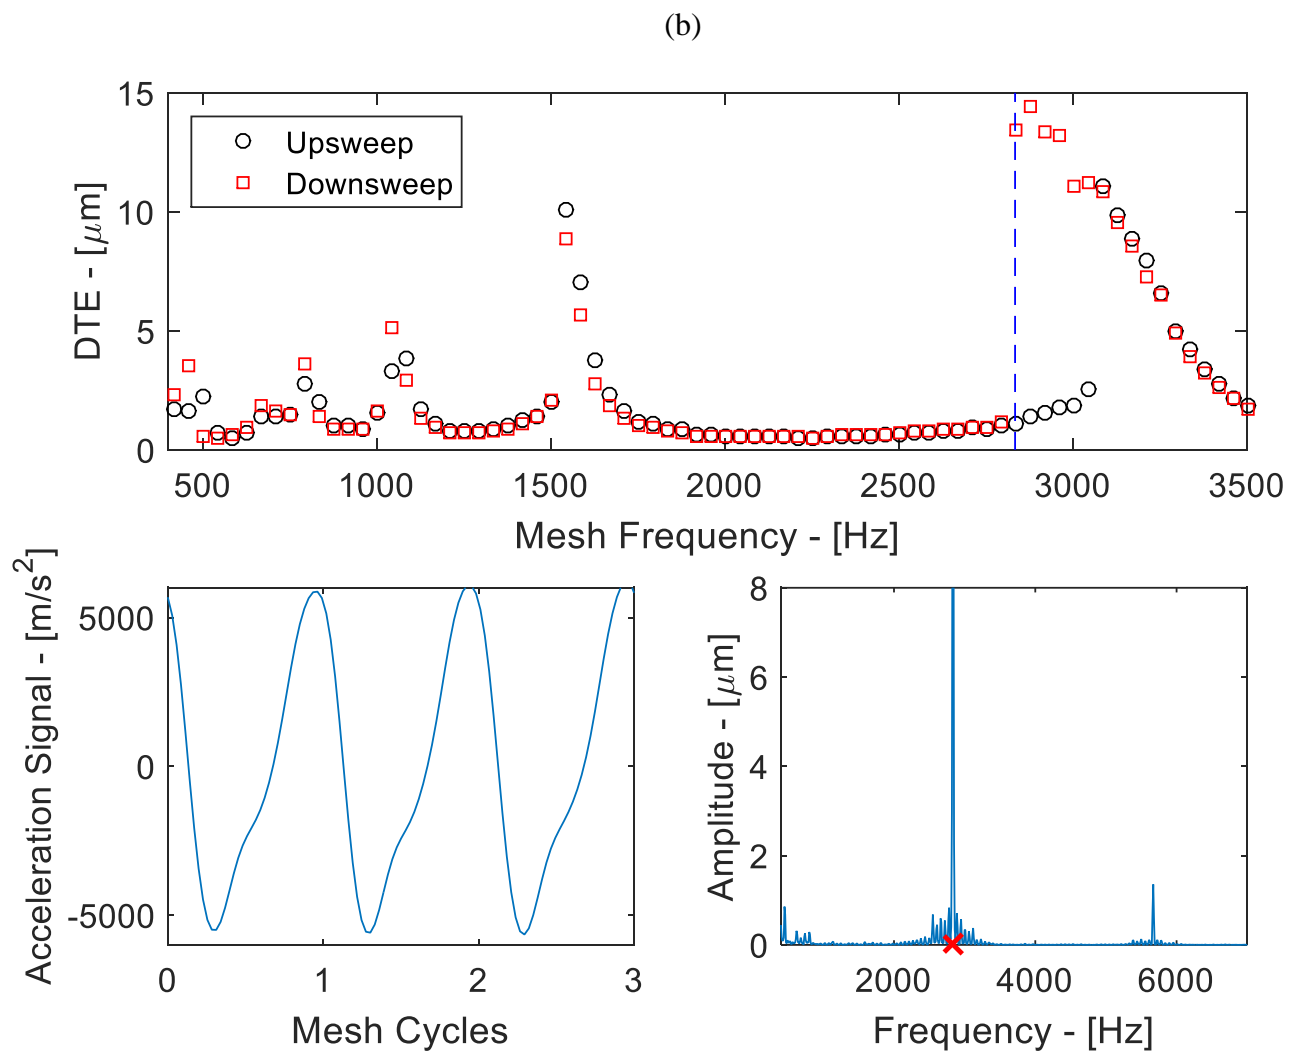 (b)
15
10
5
0
DTE - [μm]
Upsweep
Downsweep
500 1000 1500 2000 2500 3000 3500
Mesh Frequency - [Hz]
5000
0
-5000
Acceleration Signal - [m/s²]
0 1 2 3
Mesh Cycles
8
6
4
2
0
Amplitude - [μm]
2000 4000 6000
Frequency - [Hz]